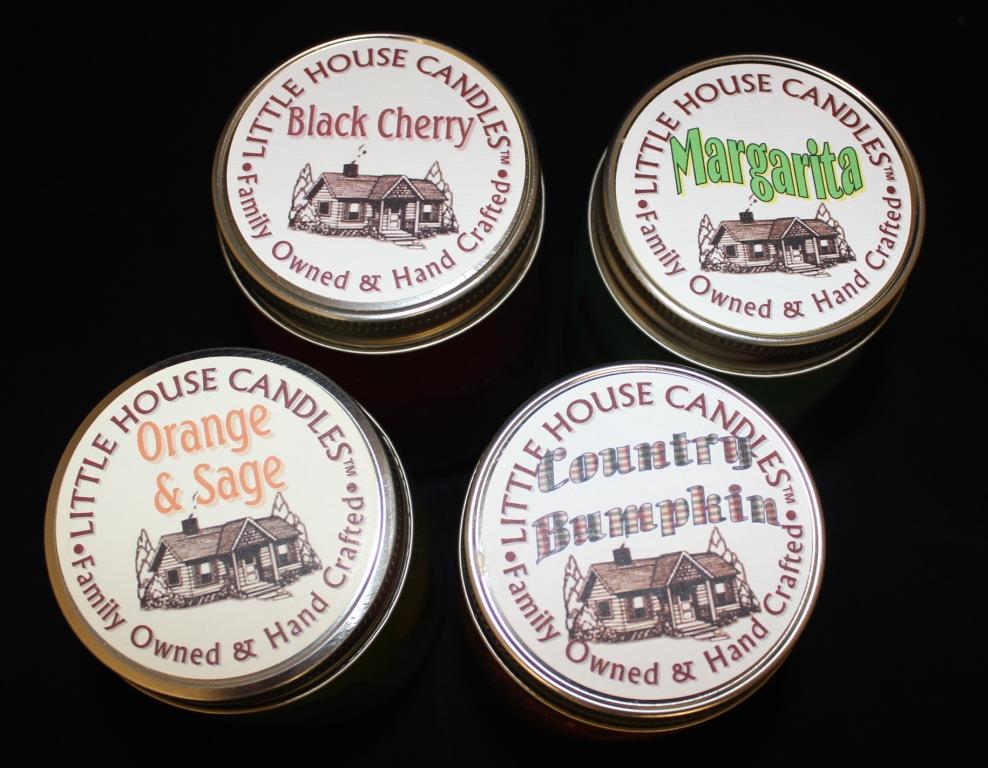 LITTLE HOUSE CANDLES™
Black Cherry
•Family Owned & Hand Crafted•
LITTLE HOUSE CANDLES™
Margarita
•Family Owned & Hand Crafted•
LITTLE HOUSE CANDLES™
Orange
& Sage
•Family Owned & Hand Crafted•
LITTLE HOUSE CANDLES™
Country
Bumpkin
•Family Owned & Hand Crafted•